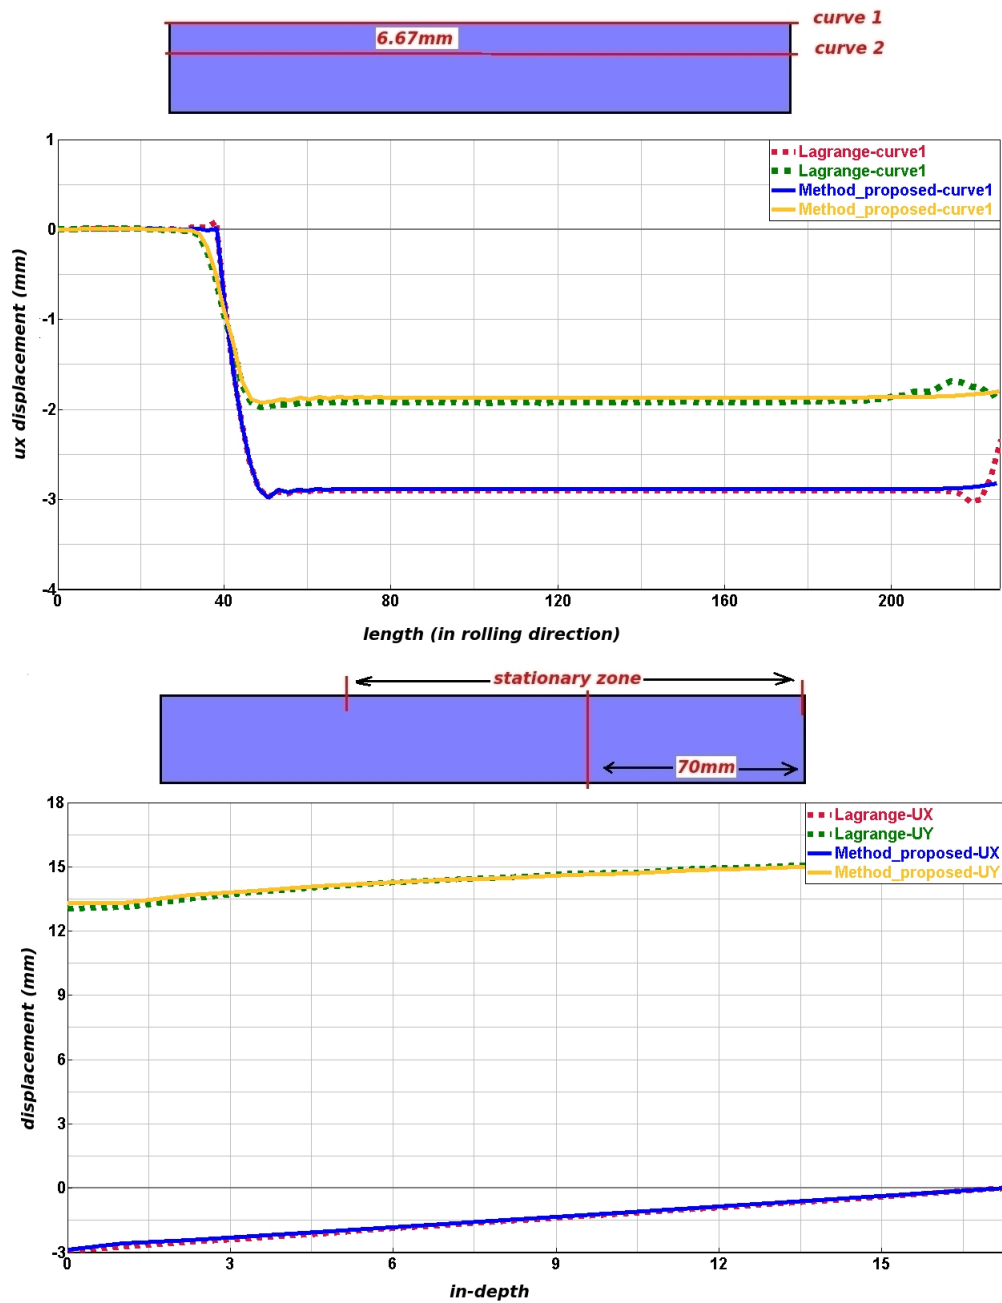 curve 1
6.67mm
curve 2
1
0
-1
-2
-3
-4
ux displacement (mm)
Lagrange-curve1
Lagrange-curve1
Method_proposed-curve1
Method_proposed-curve1
0 40 80 120 160 200
length (in rolling direction)
stationary zone
70mm
18
15
12
9
6
3
0
-3
displacement (mm)
Lagrange-UX
Lagrange-UY
Method_proposed-UX
Method_proposed-UY
0 3 6 9 12 15
in-depth